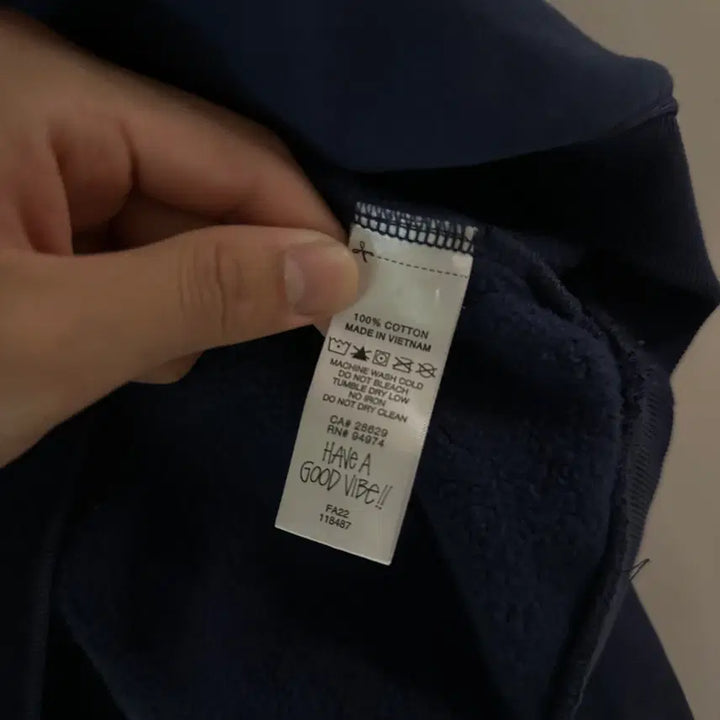 100% COTTON
MADE IN VIETNAM
MACHINE WASH COLD
DO NOT BLEACH
TUMBLE DRY LOW
NO IRON
DO NOT DRY CLEAN
CA# 28629
RN# 94974
HAVE A
GOOD VIBE!!
FA22
118487